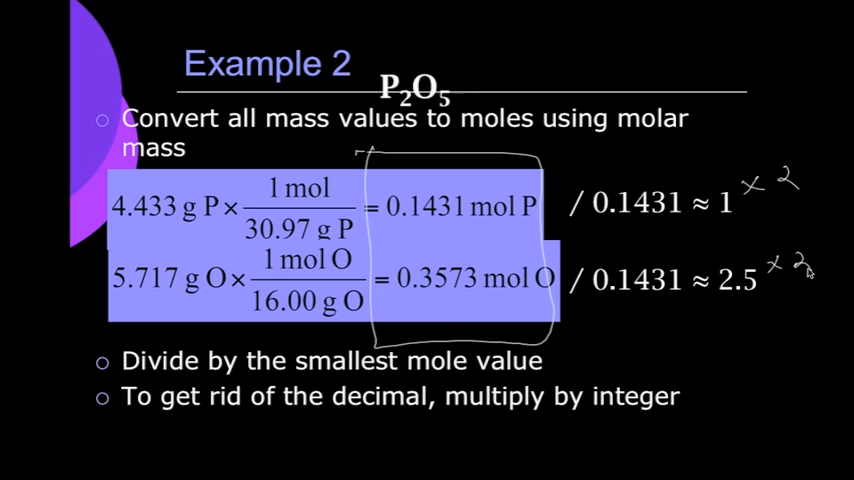 Example 2
P₂O₅
Convert all mass values to moles using molar
mass
4.433 g P × 1 mol / 30.97 g P = 0.1431 mol P / 0.1431 ≈ 1 × 2
5.717 g O × 1 mol O / 16.00 g O = 0.3573 mol O / 0.1431 ≈ 2.5 × 2
Divide by the smallest mole value
To get rid of the decimal, multiply by integer